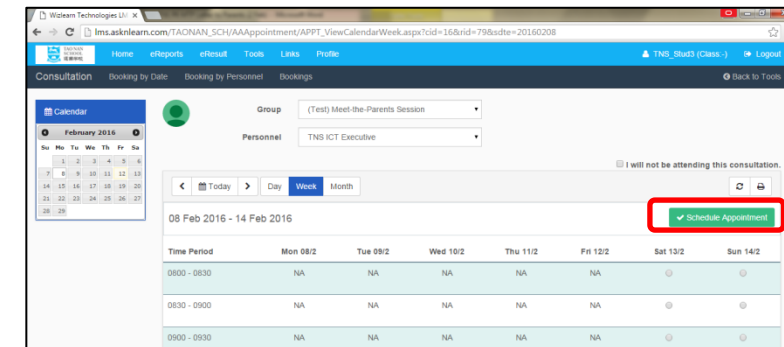 Wizlearn Technologies LM
lms.asknlearn.com/TAONAN_SCH/AAAppointment/APPT_ViewCalendarWeek.aspx?cid=16&rid=79&sdte=20160208
Home eReports eResult Tools Links Profile TNS_Stud3 (Class:-) Logout
Consultation Booking by Date Booking by Personnel Bookings Back to Tools
Calendar
February 2016
Su Mo Tu We Th Fr Sa
1 2 3 4 5 6
7 8 9 10 11 12 13
14 15 16 17 18 19 20
21 22 23 24 25 26 27
28 29
Group (Test) Meet-the-Parents Session
Personnel TNS ICT Executive
I will not be attending this consultation.
Today Day Week Month
08 Feb 2016 - 14 Feb 2016 Schedule Appointment
Time Period Mon 08/2 Tue 09/2 Wed 10/2 Thu 11/2 Fri 12/2 Sat 13/2 Sun 14/2
0800 - 0830 NA NA NA NA NA
0830 - 0900 NA NA NA NA NA
0900 - 0930 NA NA NA NA NA